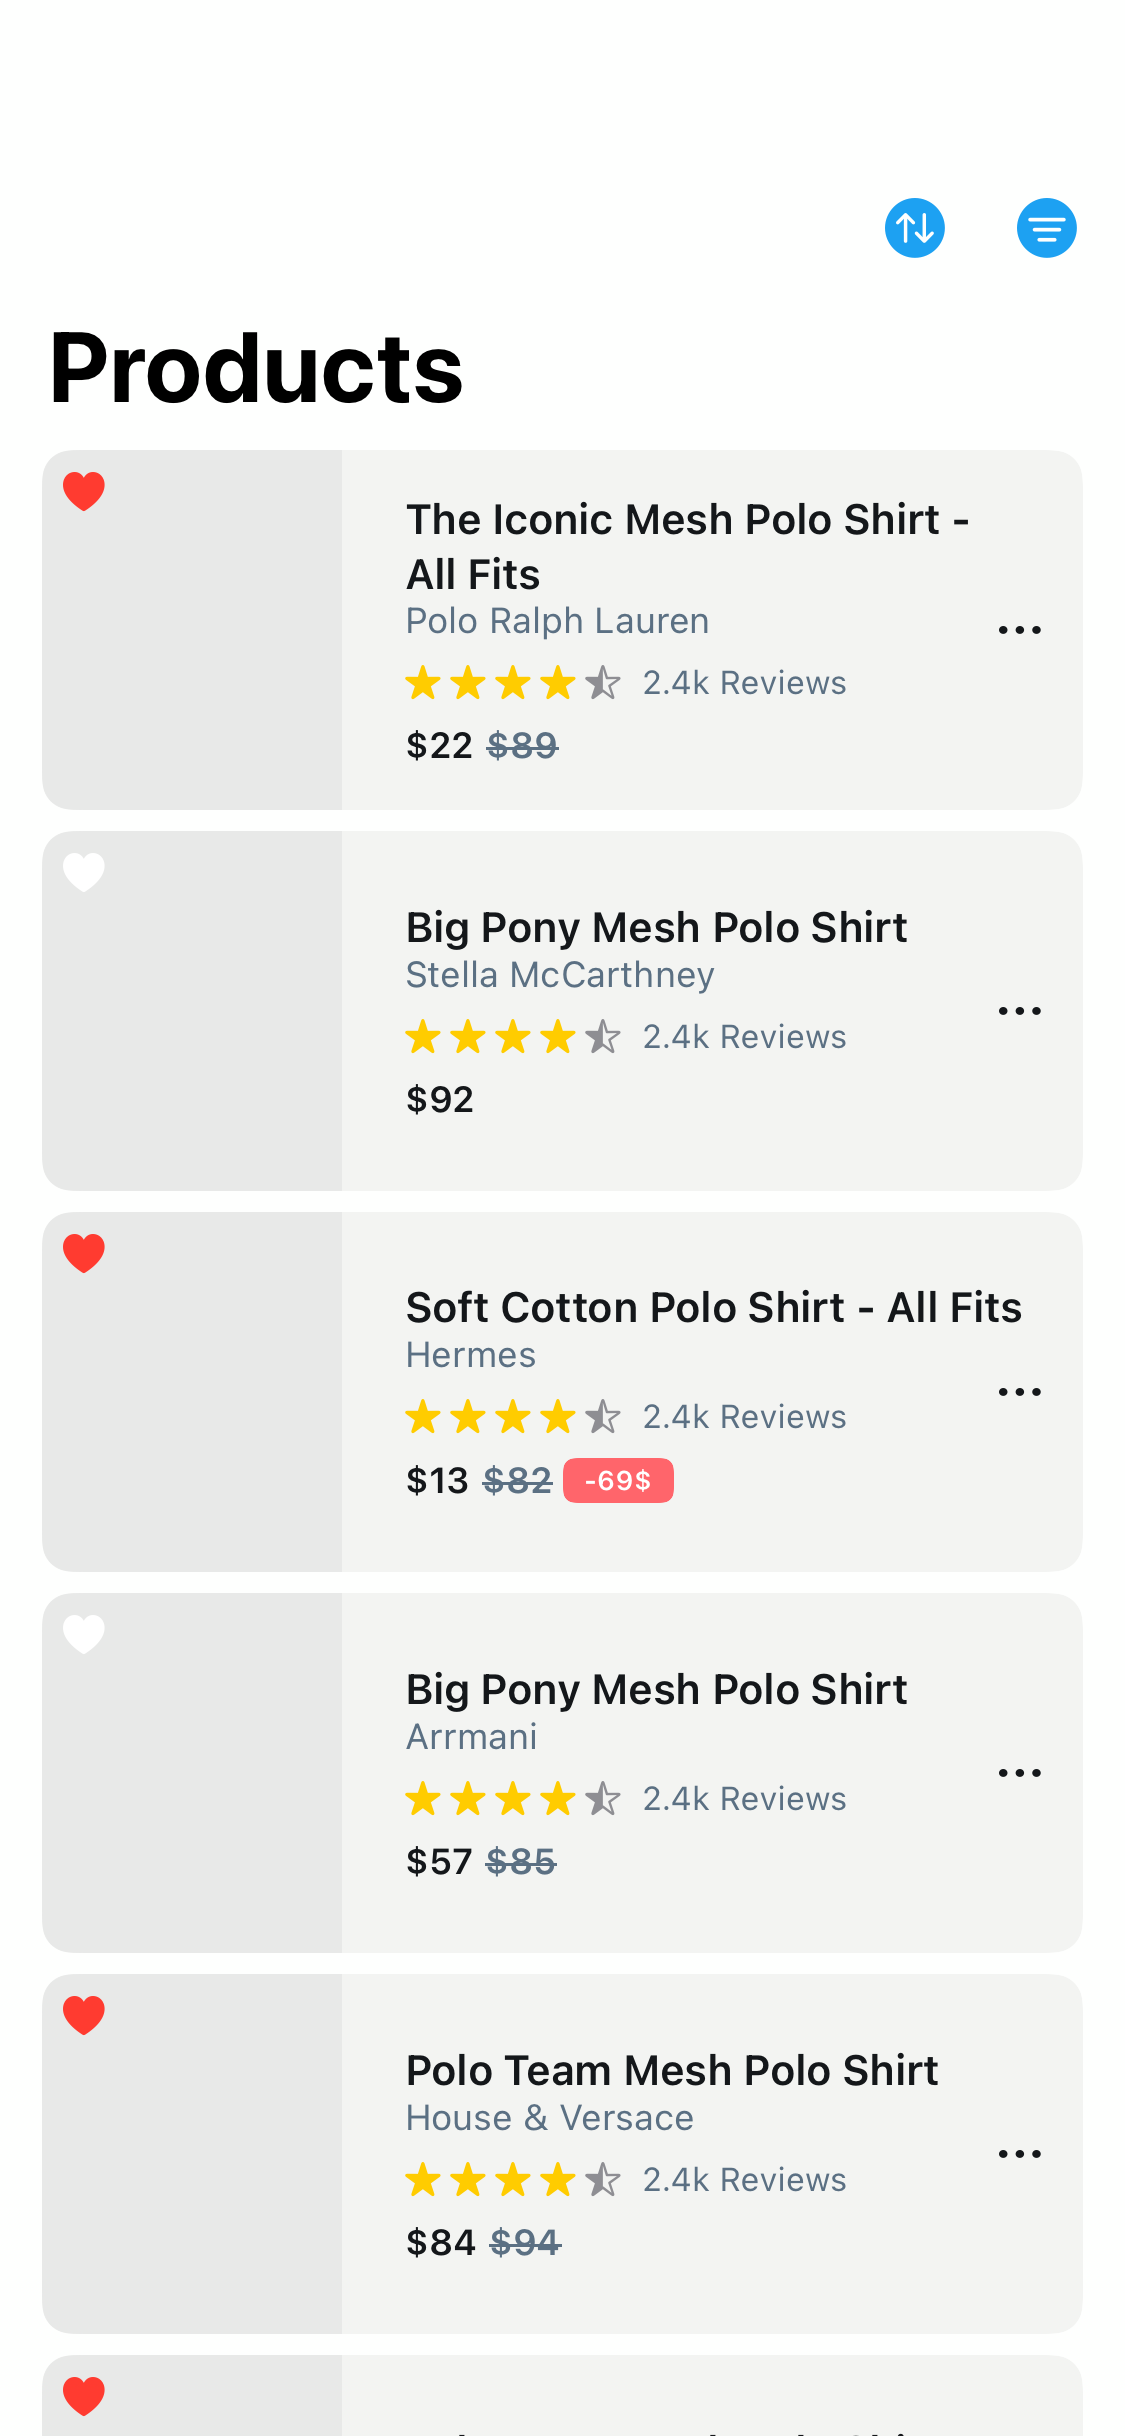 Products
The Iconic Mesh Polo Shirt -
All Fits
Polo Ralph Lauren
2.4k Reviews
$22 $89
Big Pony Mesh Polo Shirt
Stella McCarthney
2.4k Reviews
$92
Soft Cotton Polo Shirt - All Fits
Hermes
2.4k Reviews
$13 $82 -69$
Big Pony Mesh Polo Shirt
Arrmani
2.4k Reviews
$57 $85
Polo Team Mesh Polo Shirt
House & Versace
2.4k Reviews
$84 $94